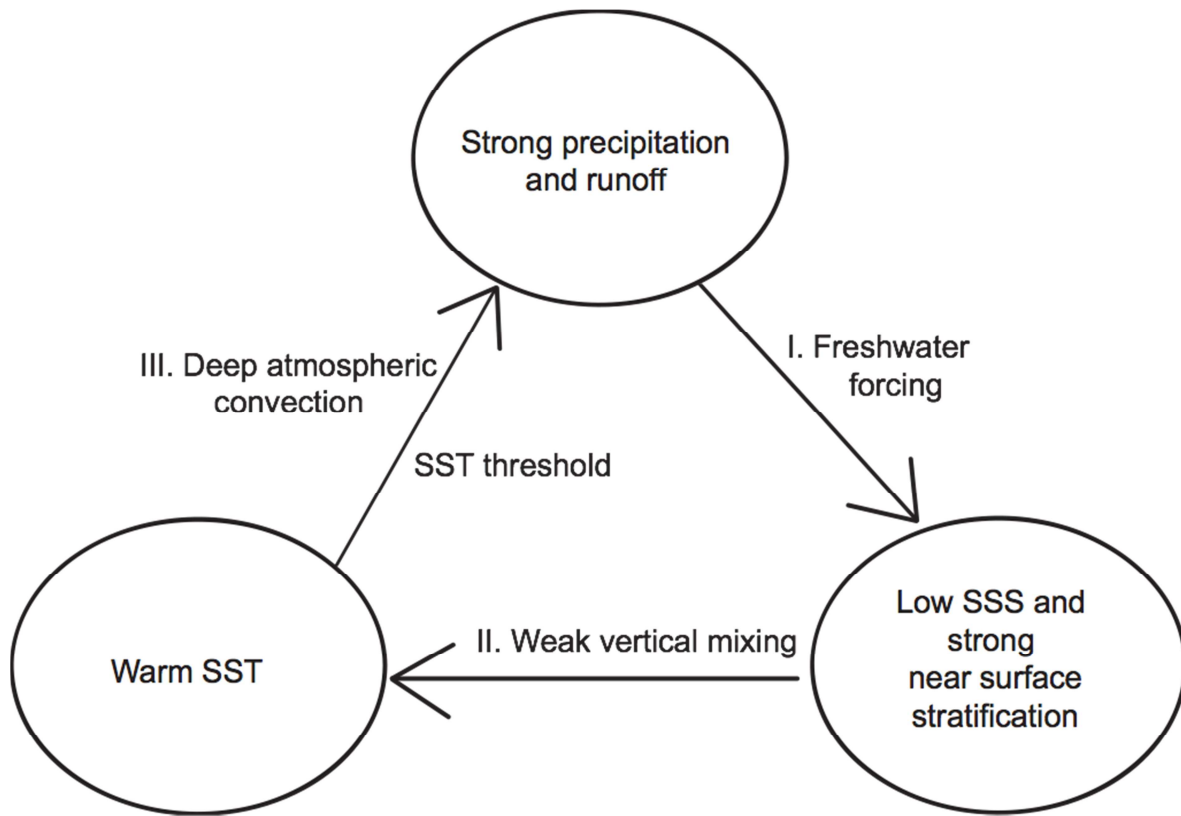 Strong precipitation
and runoff
I. Freshwater
forcing
III. Deep atmospheric
convection
SST threshold
Low SSS and
strong
near surface
stratification
II. Weak vertical mixing
Warm SST